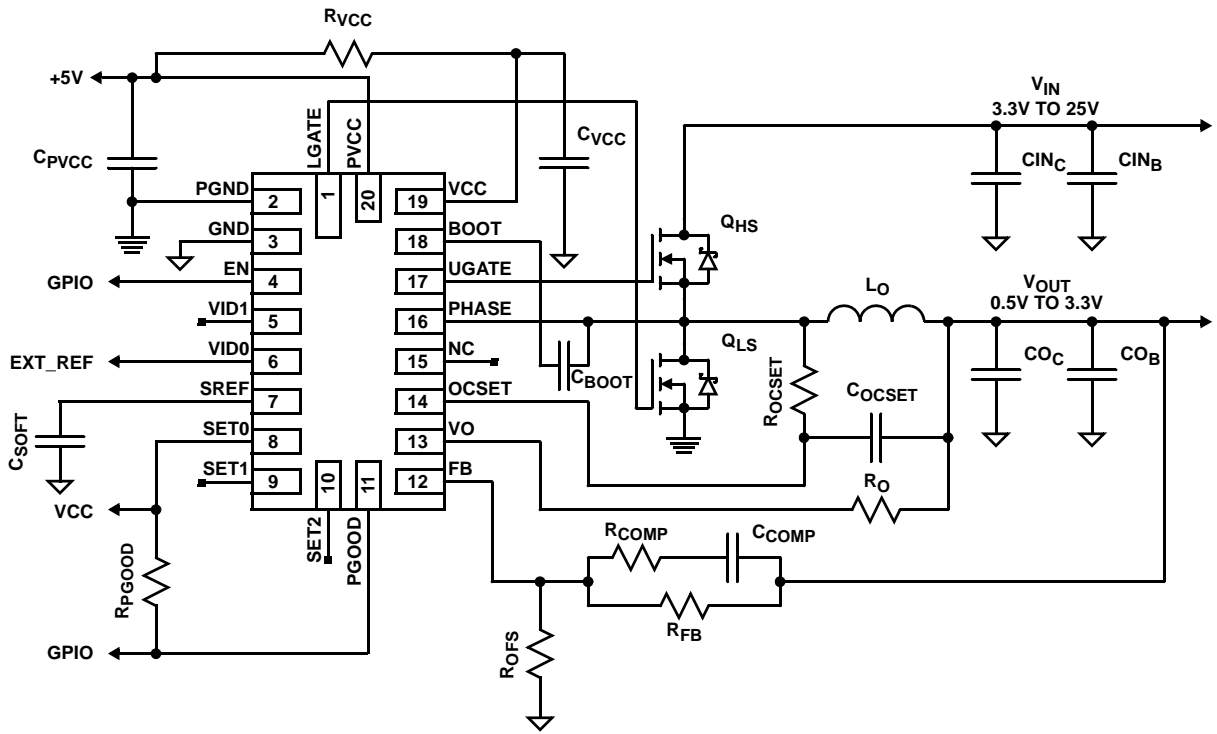 RVCC
+5V
LGATE
PVCC
CVCC
VIN
3.3V TO 25V
CPVCC
CINC
CINB
PGND
2
1
20
19
VCC
GND
3
18
BOOT
QHS
EN
4
17
UGATE
GPIO
VID1
5
16
PHASE
LO
VOUT
0.5V TO 3.3V
VID0
6
15
NC
QLS
EXT_REF
CBOOT
COC
COB
SREF
7
14
OCSET
ROCSET
COCSET
CSOFT
SET0
8
13
VO
SET1
9
10
11
12
FB
RO
VCC
SET2
PGOOD
RCOMP
CCOMP
RPGOOD
RFB
GPIO
ROFS